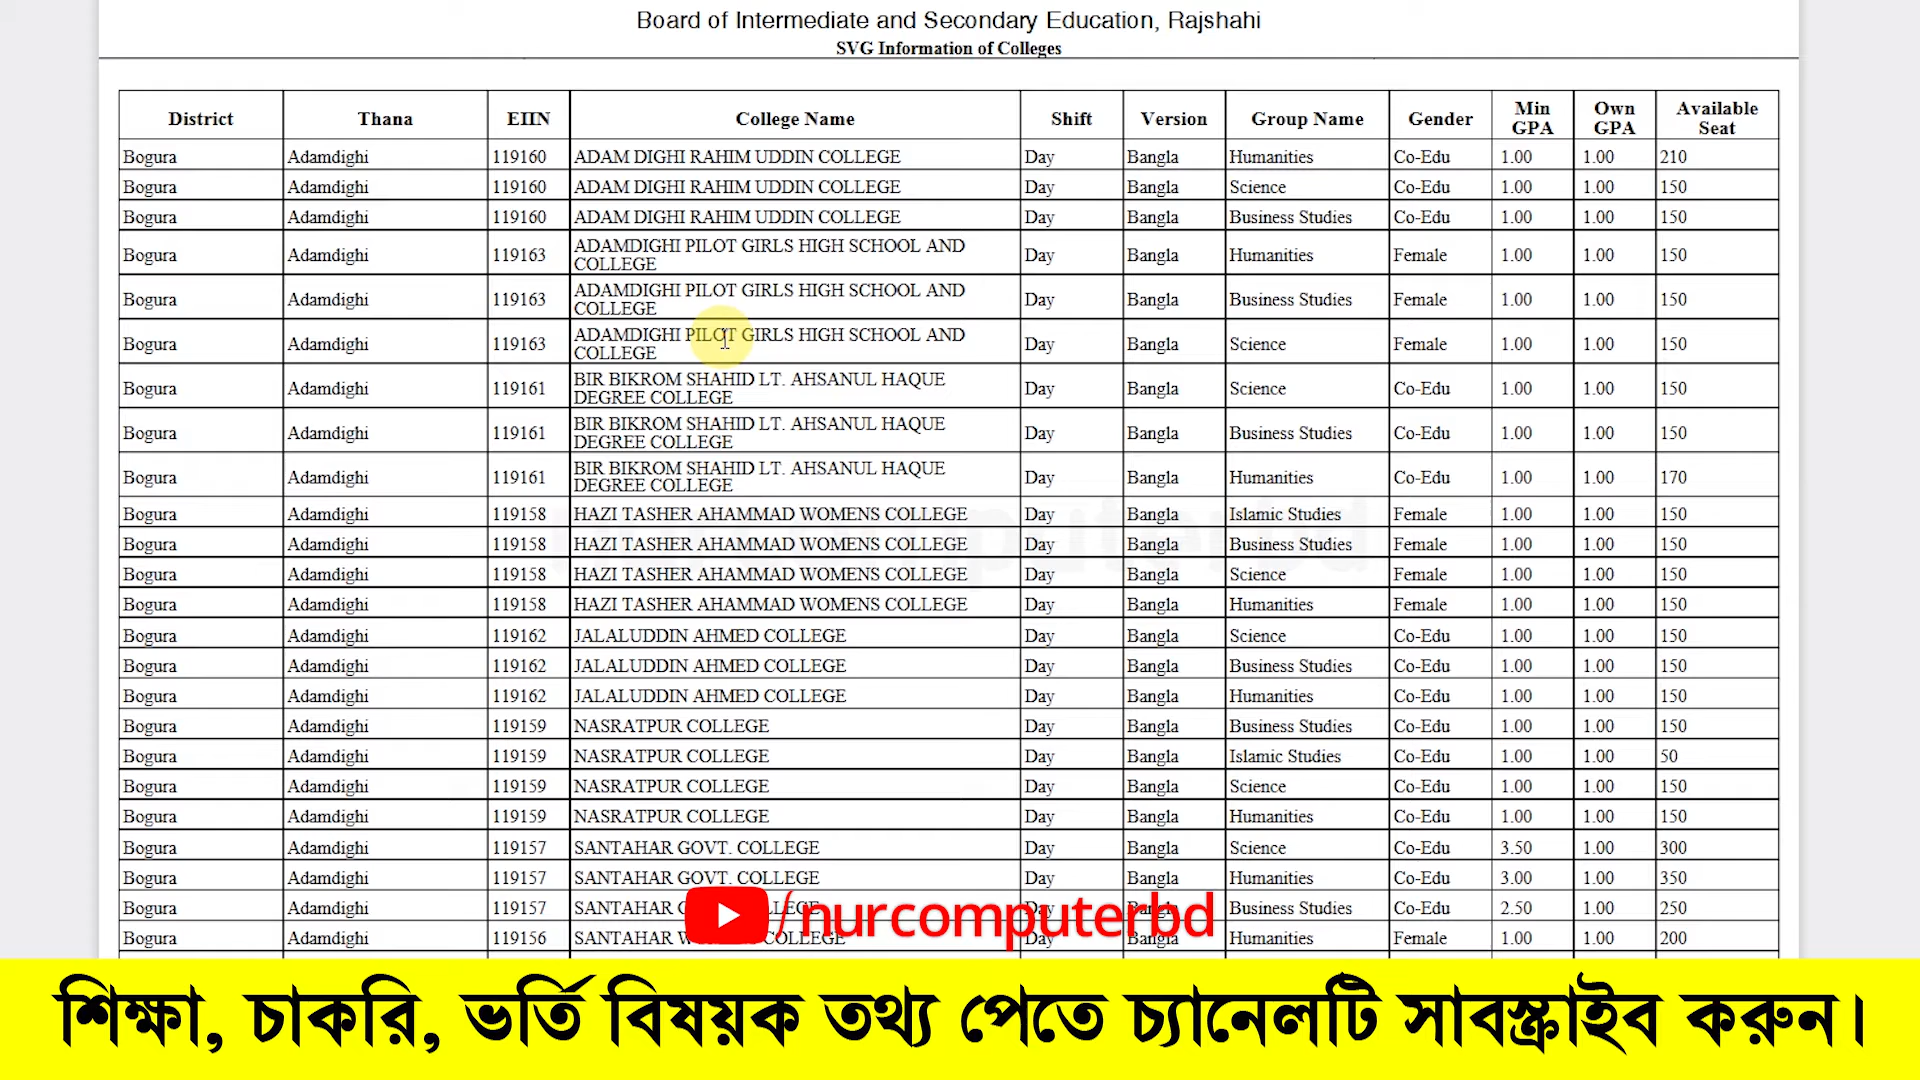 Board of Intermediate and Secondary Education, Rajshahi
SVG Information of Colleges
District Thana EIIN College Name Shift Version Group Name Gender Min GPA Own GPA Available Seat
Bogura Adamdighi 119160 ADAM DIGHI RAHIM UDDIN COLLEGE Day Bangla Humanities Co-Edu 1.00 1.00 210
Bogura Adamdighi 119160 ADAM DIGHI RAHIM UDDIN COLLEGE Day Bangla Science Co-Edu 1.00 1.00 150
Bogura Adamdighi 119160 ADAM DIGHI RAHIM UDDIN COLLEGE Day Bangla Business Studies Co-Edu 1.00 1.00 150
Bogura Adamdighi 119163 ADAMDIGHI PILOT GIRLS HIGH SCHOOL AND COLLEGE Day Bangla Humanities Female 1.00 1.00 150
Bogura Adamdighi 119163 ADAMDIGHI PILOT GIRLS HIGH SCHOOL AND COLLEGE Day Bangla Business Studies Female 1.00 1.00 150
Bogura Adamdighi 119163 ADAMDIGHI PILOT GIRLS HIGH SCHOOL AND COLLEGE Day Bangla Science Female 1.00 1.00 150
Bogura Adamdighi 119161 BIR BIKROM SHAHID LT. AHSANUL HAQUE DEGREE COLLEGE Day Bangla Science Co-Edu 1.00 1.00 150
Bogura Adamdighi 119161 BIR BIKROM SHAHID LT. AHSANUL HAQUE DEGREE COLLEGE Day Bangla Business Studies Co-Edu 1.00 1.00 150
Bogura Adamdighi 119161 BIR BIKROM SHAHID LT. AHSANUL HAQUE DEGREE COLLEGE Day Bangla Humanities Co-Edu 1.00 1.00 170
Bogura Adamdighi 119158 HAZI TASHER AHAMMAD WOMENS COLLEGE Day Bangla Islamic Studies Female 1.00 1.00 150
Bogura Adamdighi 119158 HAZI TASHER AHAMMAD WOMENS COLLEGE Day Bangla Business Studies Female 1.00 1.00 150
Bogura Adamdighi 119158 HAZI TASHER AHAMMAD WOMENS COLLEGE Day Bangla Science Female 1.00 1.00 150
Bogura Adamdighi 119158 HAZI TASHER AHAMMAD WOMENS COLLEGE Day Bangla Humanities Female 1.00 1.00 150
Bogura Adamdighi 119162 JALALUDDIN AHMED COLLEGE Day Bangla Science Co-Edu 1.00 1.00 150
Bogura Adamdighi 119162 JALALUDDIN AHMED COLLEGE Day Bangla Business Studies Co-Edu 1.00 1.00 150
Bogura Adamdighi 119162 JALALUDDIN AHMED COLLEGE Day Bangla Humanities Co-Edu 1.00 1.00 150
Bogura Adamdighi 119159 NASRATPUR COLLEGE Day Bangla Business Studies Co-Edu 1.00 1.00 150
Bogura Adamdighi 119159 NASRATPUR COLLEGE Day Bangla Islamic Studies Co-Edu 1.00 1.00 50
Bogura Adamdighi 119159 NASRATPUR COLLEGE Day Bangla Science Co-Edu 1.00 1.00 150
Bogura Adamdighi 119159 NASRATPUR COLLEGE Day Bangla Humanities Co-Edu 1.00 1.00 150
Bogura Adamdighi 119157 SANTAHAR GOVT. COLLEGE Day Bangla Science Co-Edu 3.50 1.00 300
Bogura Adamdighi 119157 SANTAHAR GOVT. COLLEGE Day Bangla Humanities Co-Edu 3.00 1.00 350
Bogura Adamdighi 119157 SANTAHAR Business Studies Co-Edu 2.50 1.00 250
/nurcomputerbd
Bogura Adamdighi 119156 SANTAHAR COLLEGE Day Bangla Humanities Female 1.00 1.00 200
শিক্ষা, চাকরি, ভর্তি বিষয়ক তথ্য পেতে চ্যানেলটি সাবস্ক্রাইব করুন।